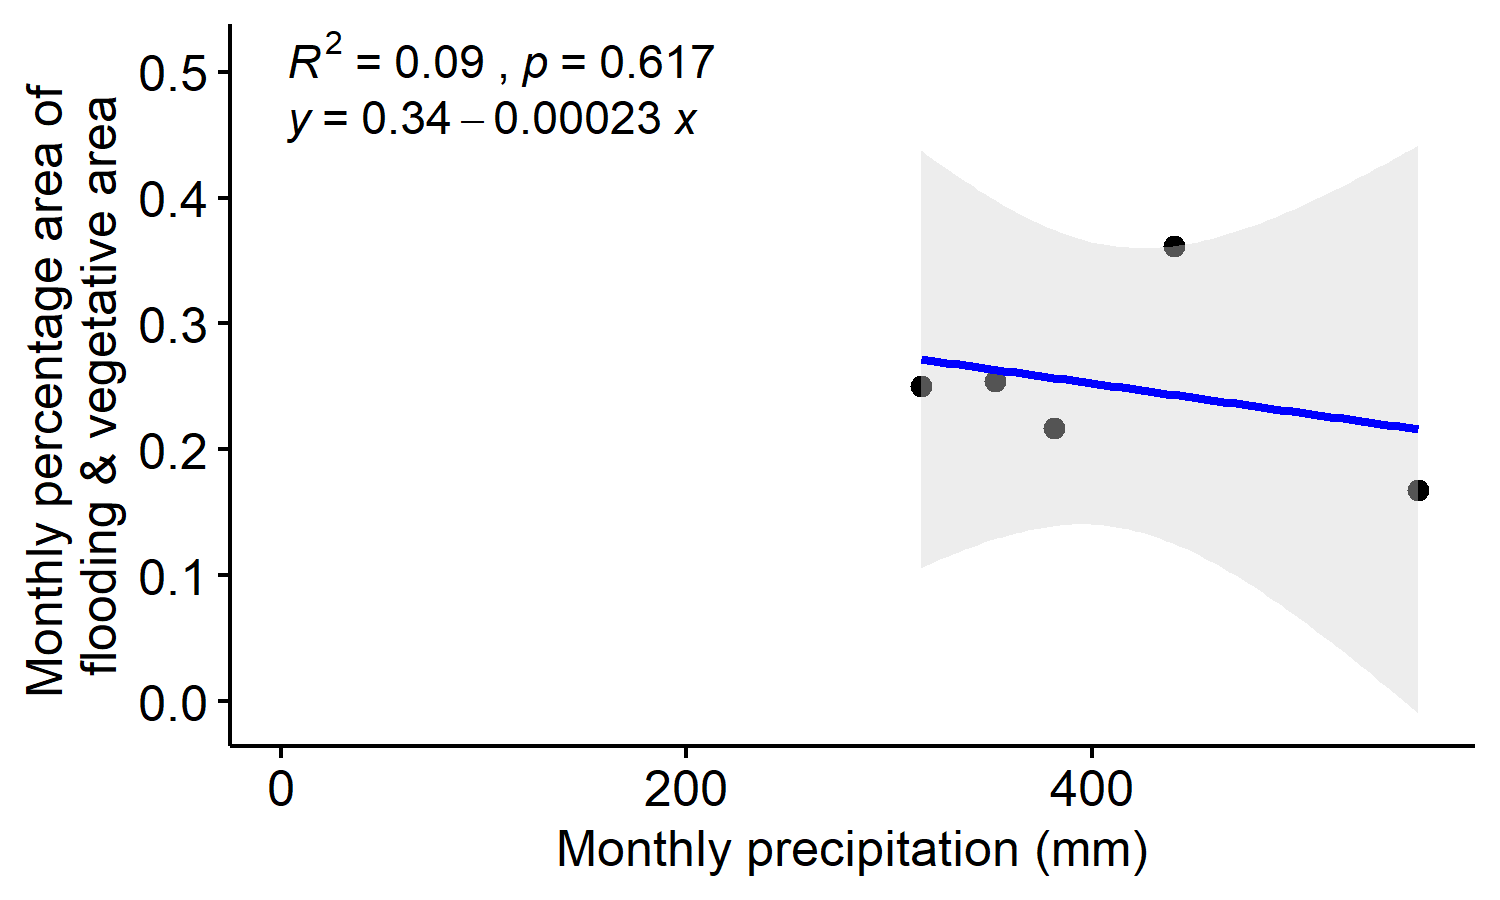 R² = 0.09 , p = 0.617
y = 0.34 – 0.00023 x
Monthly percentage area of
flooding & vegetative area
0.5
0.4
0.3
0.2
0.1
0.0
0
200
400
Monthly precipitation (mm)